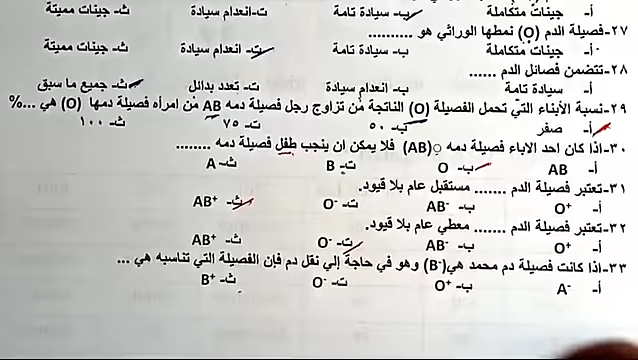 أ- جينات متكاملة ب- سيادة تامة ت- انعدام سيادة ث- جينات مميتة
٢٧-فصيلة الدم (O) نمطها الوراثي هو ..........
أ- جينات متكاملة ب- سيادة تامة ت- انعدام سيادة ث- جينات مميتة
٢٨-تتضمن فصائل الدم ......
أ- سيادة تامة ب- انعدام سيادة ت- تعدد بدائل ث- جميع ما سبق
٢٩-نسبة الأبناء التي تحمل الفصيلة (O) الناتجة من تزاوج رجل فصيلة دمه AB من امرأه فصيلة دمها (O) هي ...%
أ- صفر ب- ٥٠ ت- ٧٥ ث- ١٠٠
٣٠-اذا كان احد الاباء فصيلة دمه (AB) فلا يمكن ان ينجب طفل فصيلة دمه ........
أ- AB ب- O ت- B ث- A
٣١-تعتبر فصيلة الدم ....... مستقبل عام بلا قيود.
أ- O⁺ ب- AB⁻ ت- O⁻ ث- AB⁺
٣٢-تعتبر فصيلة الدم ....... معطي عام بلا قيود.
أ- O⁺ ب- AB⁻ ت- O⁻ ث- AB⁺
٣٣-اذا كانت فصيلة دم محمد هي(B⁻) وهو في حاجة إلي نقل دم فإن الفصيلة التي تناسبه هي ...
أ- A⁻ ب- O⁺ ت- O⁻ ث- B⁺